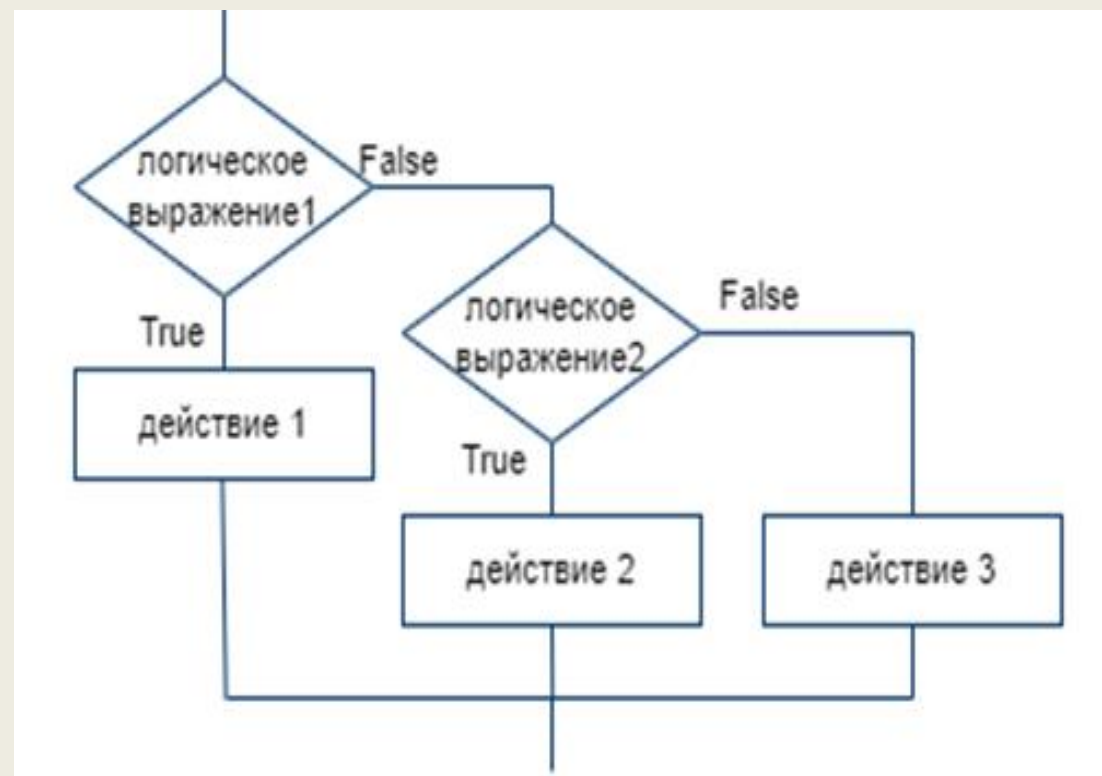 логическое
выражение1
False
True
действие 1
логическое
выражение2
False
True
действие 2
действие 3